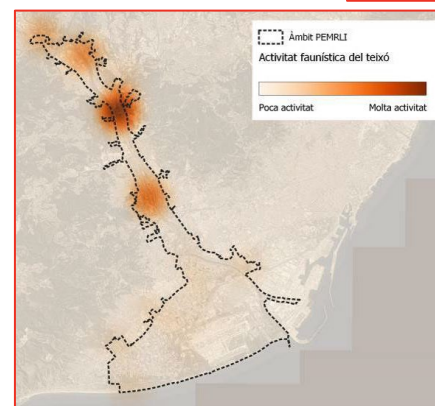 Àmbit PEMRLI
Activitat faunística del teixó
Poca activitat Molta activitat